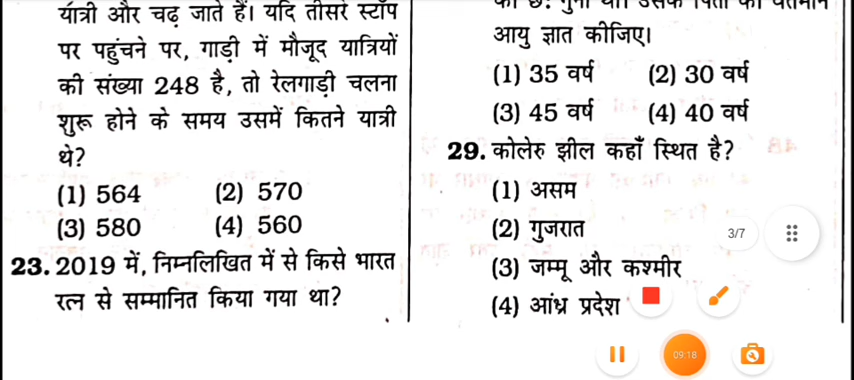 यात्री और चढ़ जाते हैं। यदि तीसरे स्टॉप
पर पहुंचने पर, गाड़ी में मौजूद यात्रियों
की संख्या 248 है, तो रेलगाड़ी चलना
शुरू होने के समय उसमें कितने यात्री
थे?
(1) 564 (2) 570
(3) 580 (4) 560
23. 2019 में, निम्नलिखित में से किसे भारत
रत्न से सम्मानित किया गया था?
आयु ज्ञात कीजिए।
(1) 35 वर्ष (2) 30 वर्ष
(3) 45 वर्ष (4) 40 वर्ष
29. कोलेरु झील कहाँ स्थित है?
(1) असम
(2) गुजरात
(3) जम्मू और कश्मीर
(4) आंध्र प्रदेश
3/7
09:18